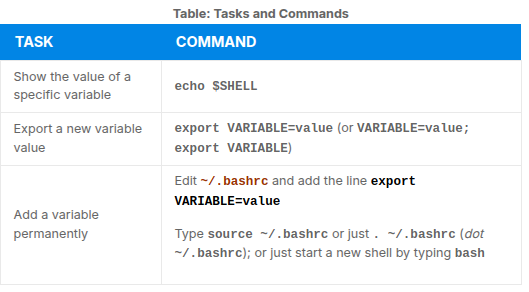 Table: Tasks and Commands
TASK COMMAND
Show the value of a
specific variable
echo $SHELL
Export a new variable
value
export VARIABLE=value (or VARIABLE=value;
export VARIABLE)
Add a variable
permanently
Edit ~/.bashrc and add the line export
VARIABLE=value
Type source ~/.bashrc or just . ~/.bashrc (dot
~/.bashrc); or just start a new shell by typing bash